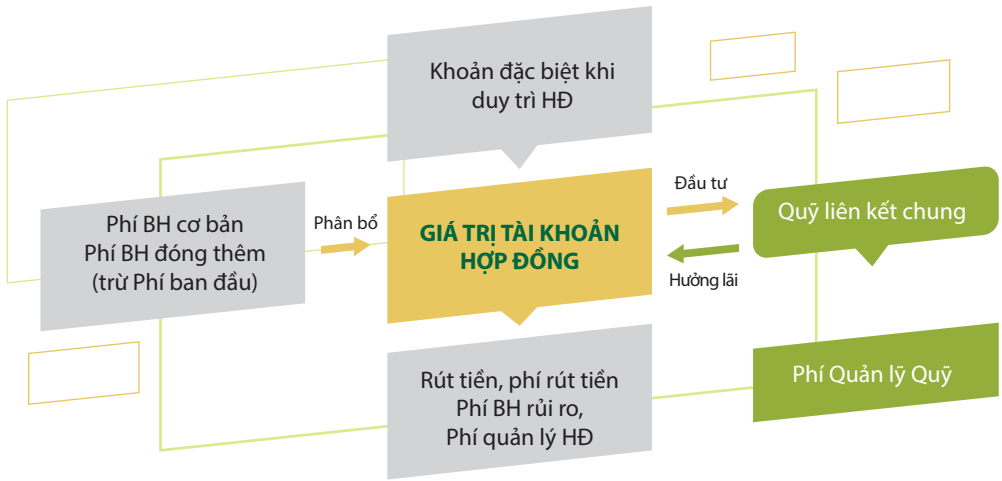 Khoản đặc biệt khi
duy trì HĐ
Phí BH cơ bản
Phí BH đóng thêm
(trừ Phí ban đầu)
Phân bổ
GIÁ TRỊ TÀI KHOẢN
HỢP ĐỒNG
Đầu tư
Hưởng lãi
Quỹ liên kết chung
Rút tiền, phí rút tiền
Phí BH rủi ro,
Phí quản lý HĐ
Phí Quản lỹ Quỹ